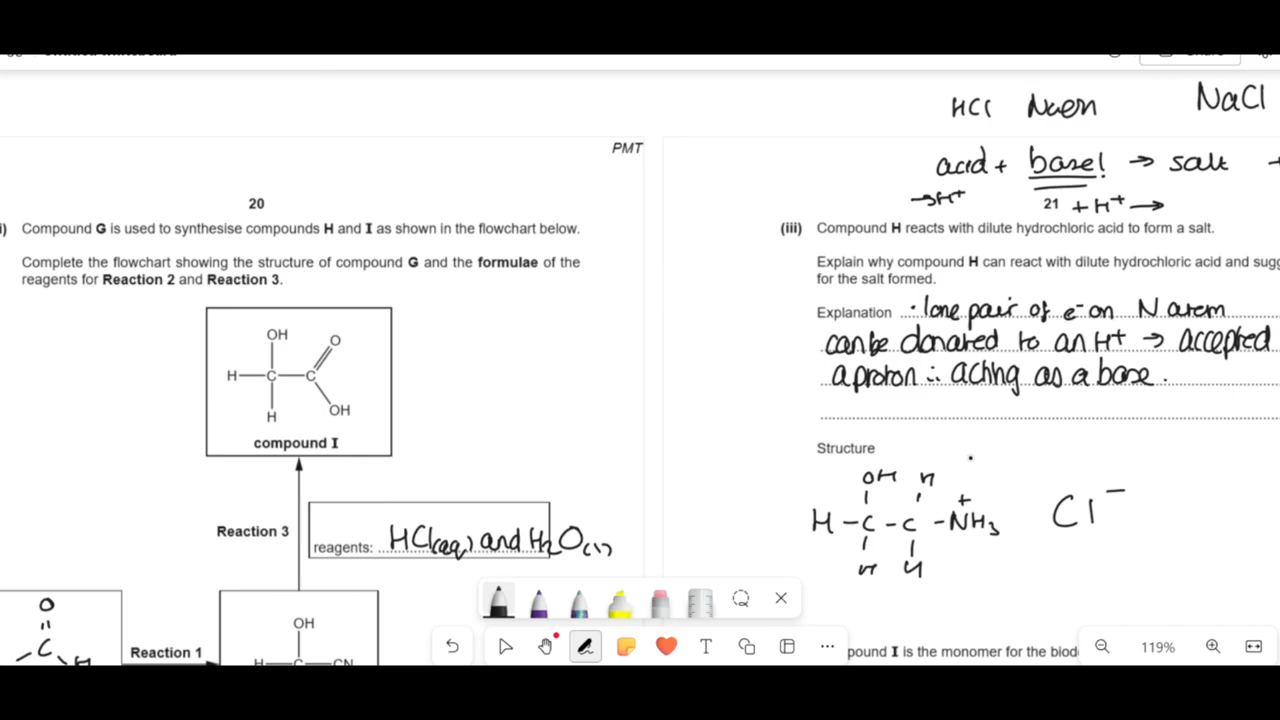 HCl NaOH NaCl
PMT
acid + base! → salt +
→H⁺
20
21 + H⁺ →
i) Compound G is used to synthesise compounds H and I as shown in the flowchart below.
Complete the flowchart showing the structure of compound G and the formulae of the
reagents for Reaction 2 and Reaction 3.
OH
O
H C C
H OH
compound I
Reaction 3
reagents: HCl(aq) and H₂O(l)
O
C
H
Reaction 1
OH
H—C—CN
(iii) Compound H reacts with dilute hydrochloric acid to form a salt.
Explain why compound H can react with dilute hydrochloric acid and sugg
for the salt formed.
Explanation · lone pair of e⁻ on N atom
can be donated to an H⁺ → accepted
a proton ∴ acting as a base.
Structure
OH H
H - C - C - NH₃ + Cl⁻
H H
pound I is the monomer for the biod
119%